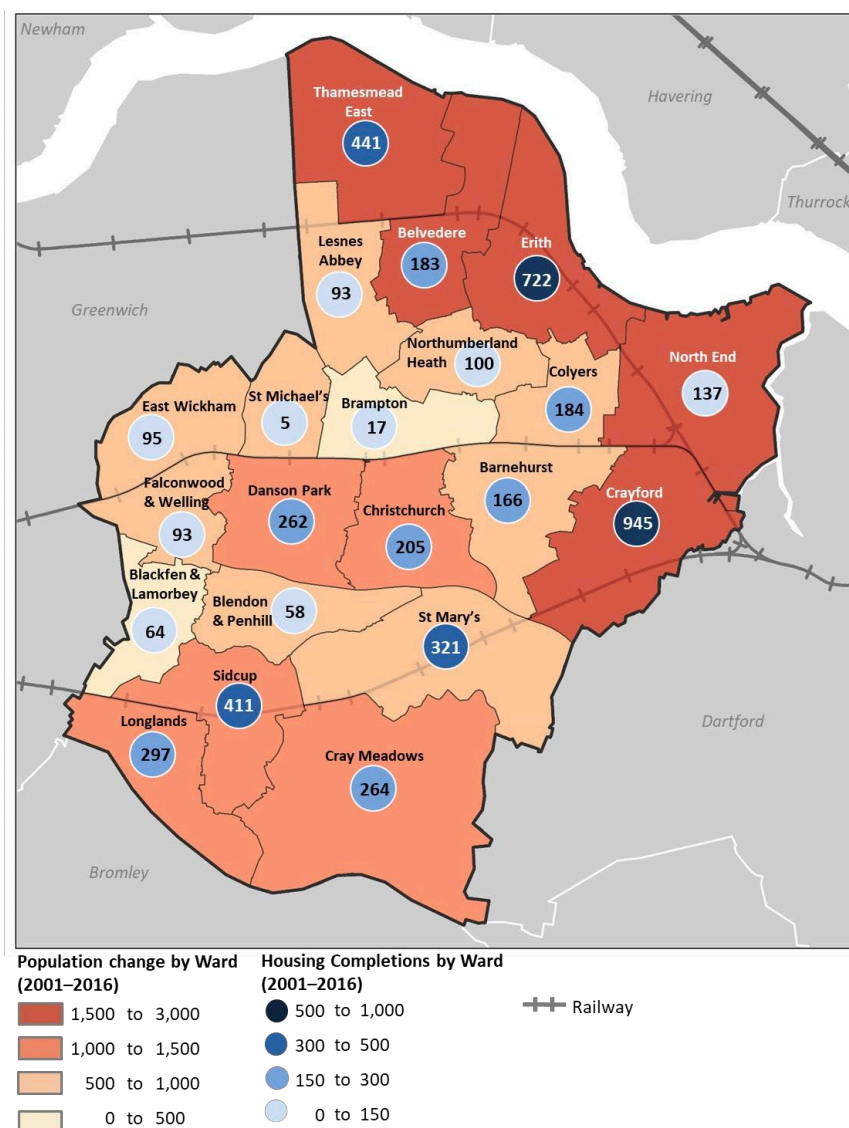 Newham
Havering
Thurrock
Greenwich
Thamesmead
East
441
Lesnes
Abbey
93
Belvedere
183
Erith
722
Northumberland
Heath
100
Colyers
184
North End
137
East Wickham
95
St Michael's
5
Brampton
17
Falconwood
& Welling
93
Danson Park
262
Christchurch
205
Barnehurst
166
Crayford
945
Blackfen &
Lamorbey
64
Blendon
& Penhill
58
St Mary's
321
Sidcup
411
Longlands
297
Cray Meadows
264
Dartford
Bromley
Population change by Ward
(2001–2016)
1,500 to 3,000
1,000 to 1,500
500 to 1,000
0 to 500
Housing Completions by Ward
(2001–2016)
500 to 1,000
300 to 500
150 to 300
0 to 150
Railway